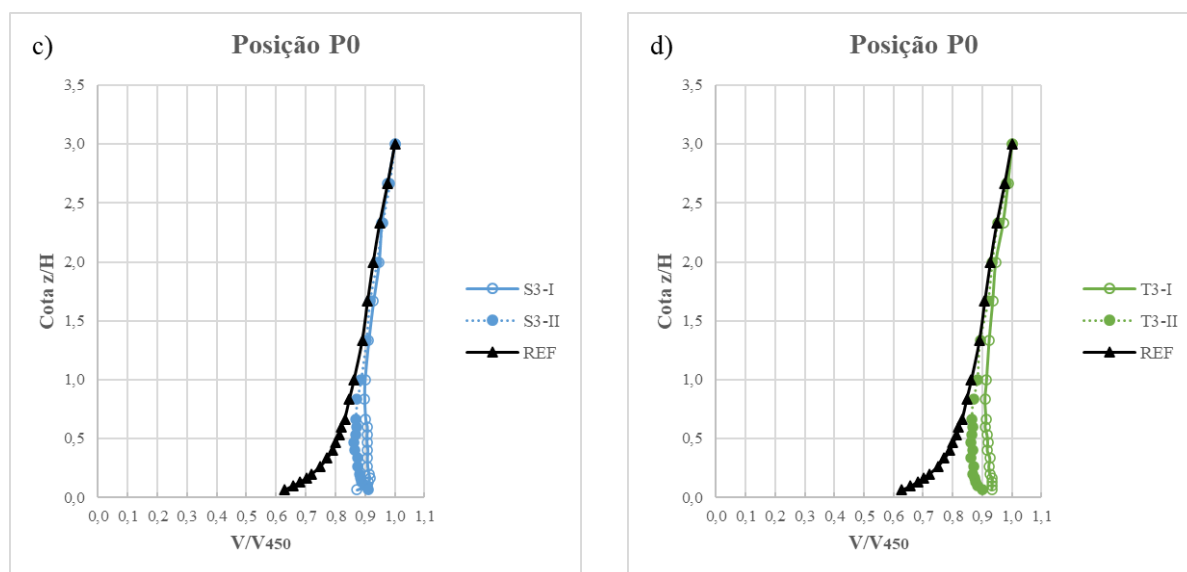 c)
Posição P0
3,5
3,0
2,5
2,0
1,5
1,0
0,5
0,0
Cota z/H
0,0 0,1 0,2 0,3 0,4 0,5 0,6 0,7 0,8 0,9 1,0 1,1
V/V450
S3-I
S3-II
REF
d)
Posição P0
3,5
3,0
2,5
2,0
1,5
1,0
0,5
0,0
Cota z/H
0,0 0,1 0,2 0,3 0,4 0,5 0,6 0,7 0,8 0,9 1,0 1,1
V/V450
T3-I
T3-II
REF